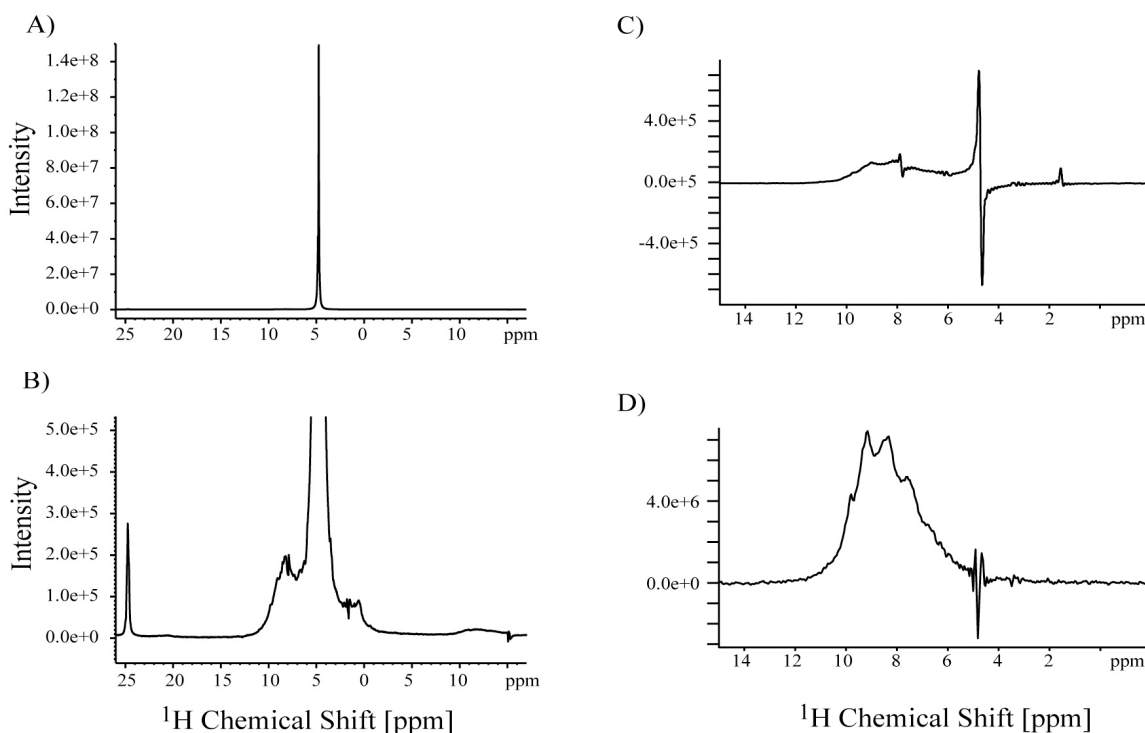 A)
1.4e+8
1.2e+8
1.2e+8
8.0e+7
6.0e+7
4.0e+7
2.0e+7
0.0e+0
Intensity
25 20 15 10 5 0 5 10 ppm
B)
5.0e+5
4.0e+5
3.0e+5
2.0e+5
1.0e+5
0.0e+0
Intensity
25 20 15 10 5 0 5 10 ppm
1H Chemical Shift [ppm]
C)
4.0e+5
0.0e+5
-4.0e+5
14 12 10 8 6 4 2 ppm
D)
4.0e+6
0.0e+0
14 12 10 8 6 4 2 ppm
1H Chemical Shift [ppm]